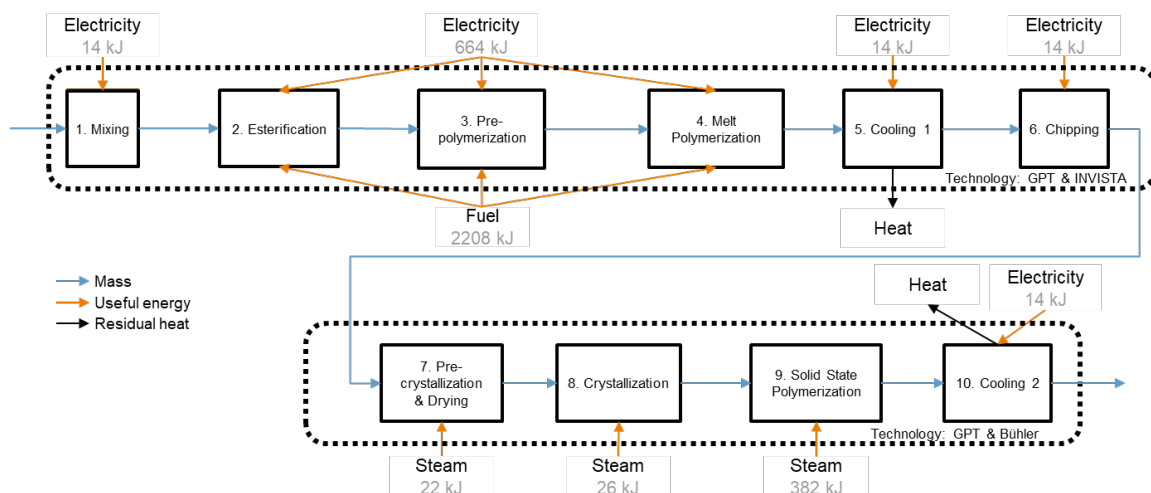 Electricity
14 kJ
Electricity
664 kJ
Electricity
14 kJ
Electricity
14 kJ
1. Mixing
2. Esterification
3. Pre-
polymerization
4. Melt
Polymerization
5. Cooling 1
6. Chipping
Technology: GPT & INVISTA
Fuel
2208 kJ
Heat
Mass
Useful energy
Residual heat
Heat
Electricity
14 kJ
7. Pre-
crystallization
& Drying
8. Crystallization
9. Solid State
Polymerization
10. Cooling 2
Technology: GPT & Bühler
Steam
22 kJ
Steam
26 kJ
Steam
382 kJ